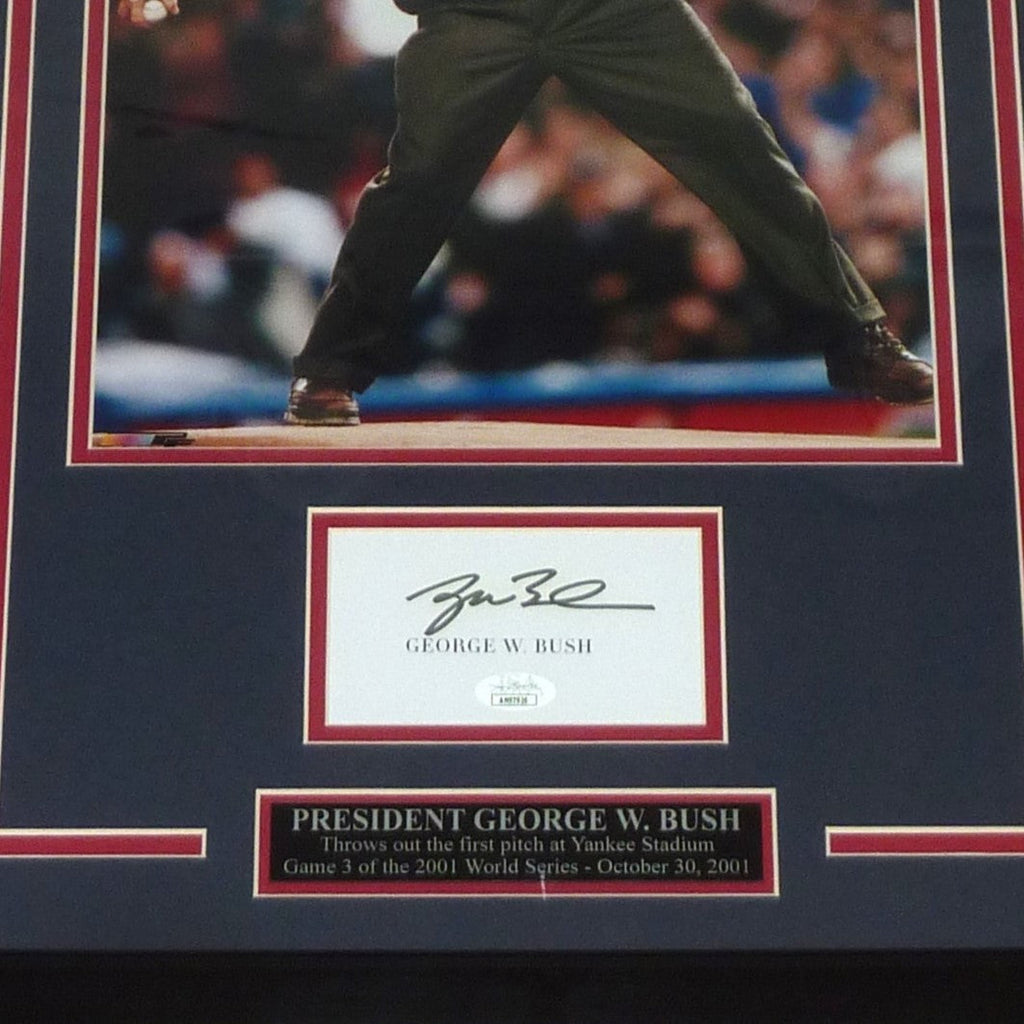 GEORGE W. BUSH
PRESIDENT GEORGE W. BUSH
Throws out the first pitch at Yankee Stadium
Game 3 of the 2001 World Series - October 30, 2001